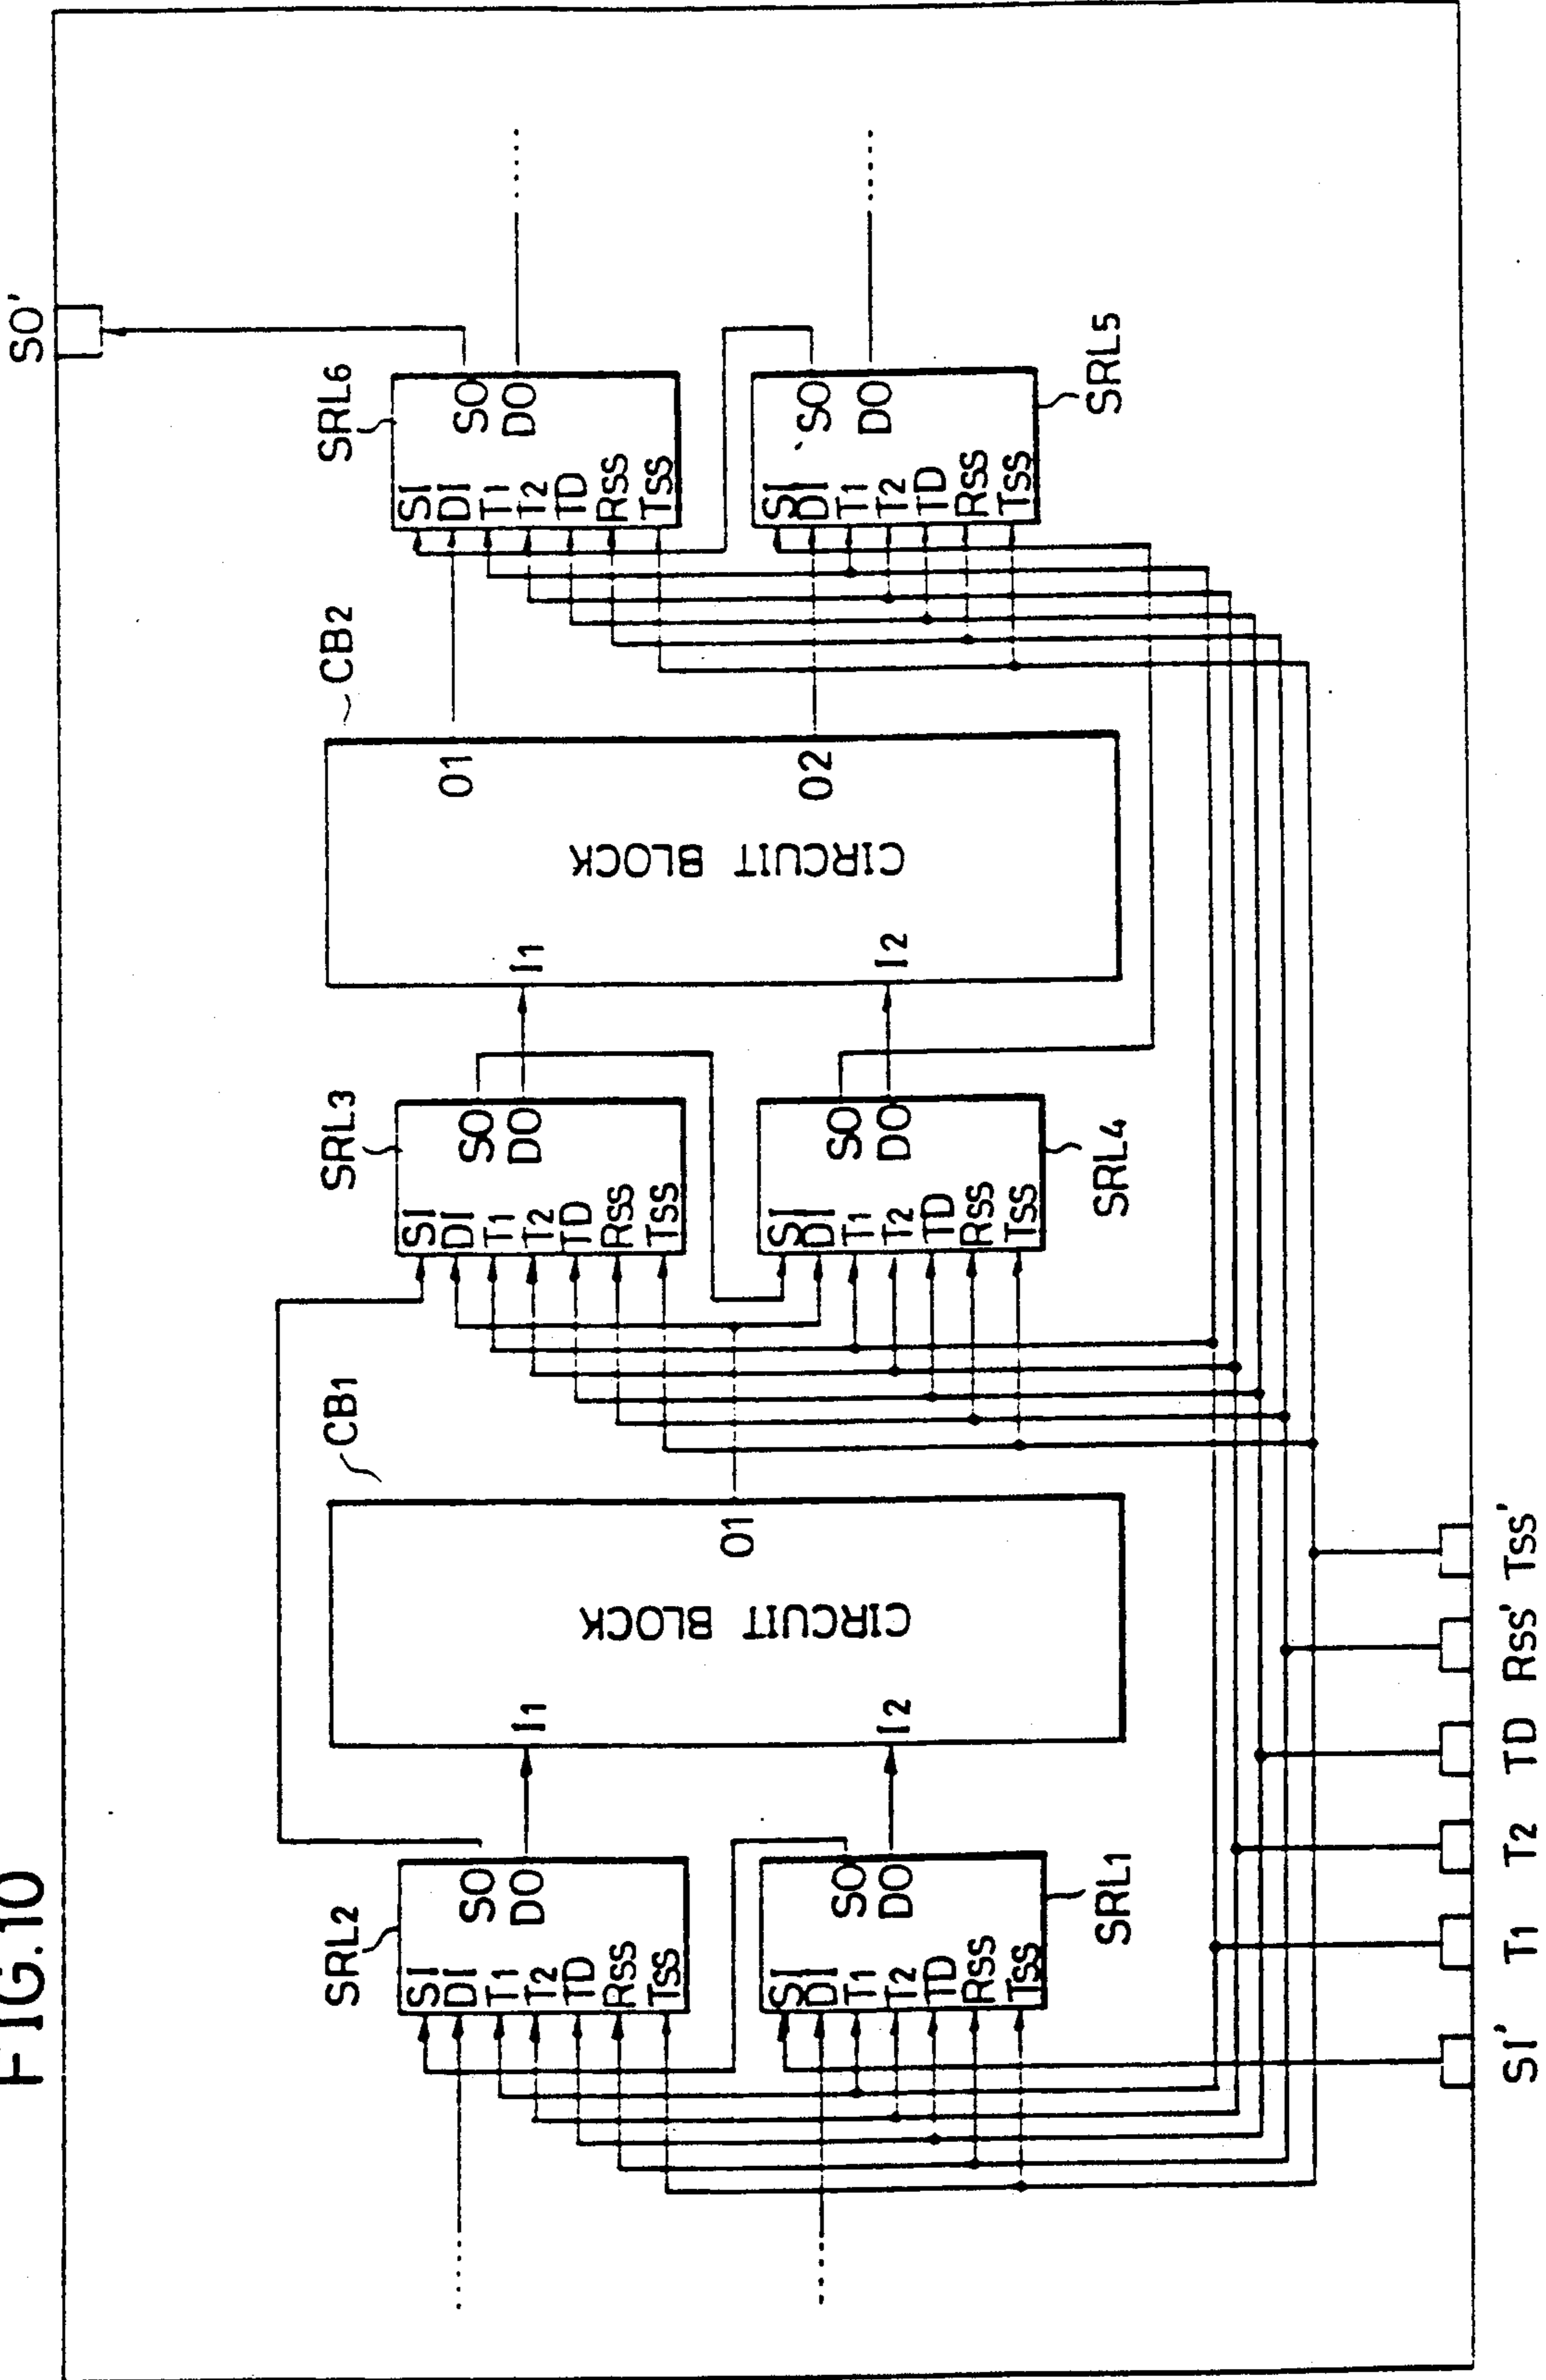 FIG.10
SO'
SRL2
SI
DI
T1
T2
TD
RSS
TSS
SO
DO
SRL1
SI
DI
T1
T2
TD
RSS
TSS
SO
DO
CB1
I1
I2
CIRCUIT BLOCK
O1
SRL3
SI
DI
T1
T2
TD
RSS
TSS
SO
DO
SRL4
SI
DI
T1
T2
TD
RSS
TSS
SO
DO
CB2
I1
I2
CIRCUIT BLOCK
O1
O2
SRL6
SI
DI
T1
T2
TD
RSS
TSS
SO
DO
SRL5
SI
DI
T1
T2
TD
RSS
TSS
SO
DO
SI' T1 T2 TD RSS' TSS'